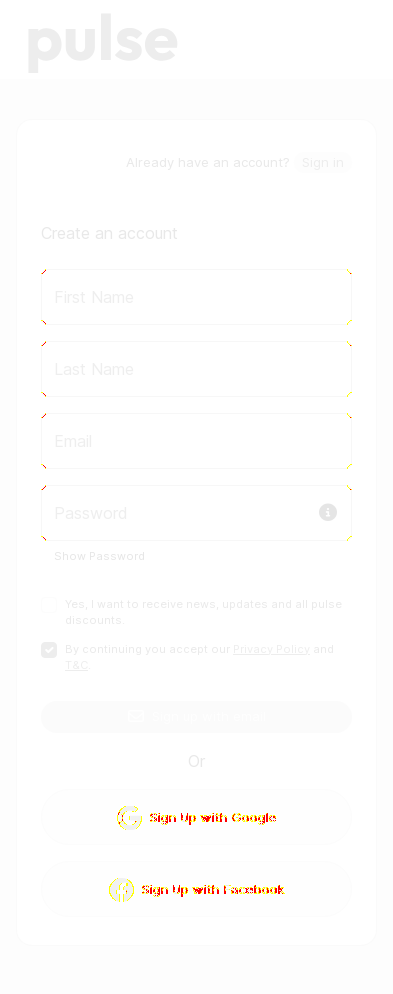 pulse
Already have an account? Sign in
Create an account
First Name
Last Name
Email
Password
Show Password
Yes, I want to receive news, updates and all pulse
discounts.
By continuing you accept our Privacy Policy and
T&C
Or
Sign Up with Google
Sign Up with Facebook